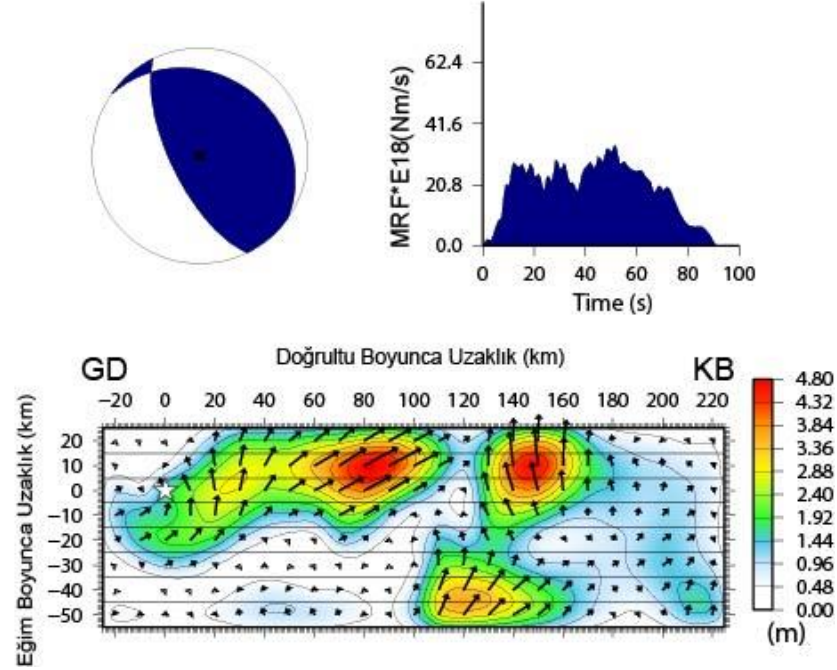 MRF*E18(Nm/s)
62.4
41.6
20.8
0.0
0 20 40 60 80 100
Time (s)
Doğrultu Boyunca Uzaklık (km)
GD KB
−20 0 20 40 60 80 100 120 140 160 180 200 220
Eğim Boyunca Uzaklık (km)
20
10
0
−10
−20
−30
−40
−50
4.80
4.32
3.84
3.36
2.88
2.40
1.92
1.44
0.96
0.48
0.00
(m)